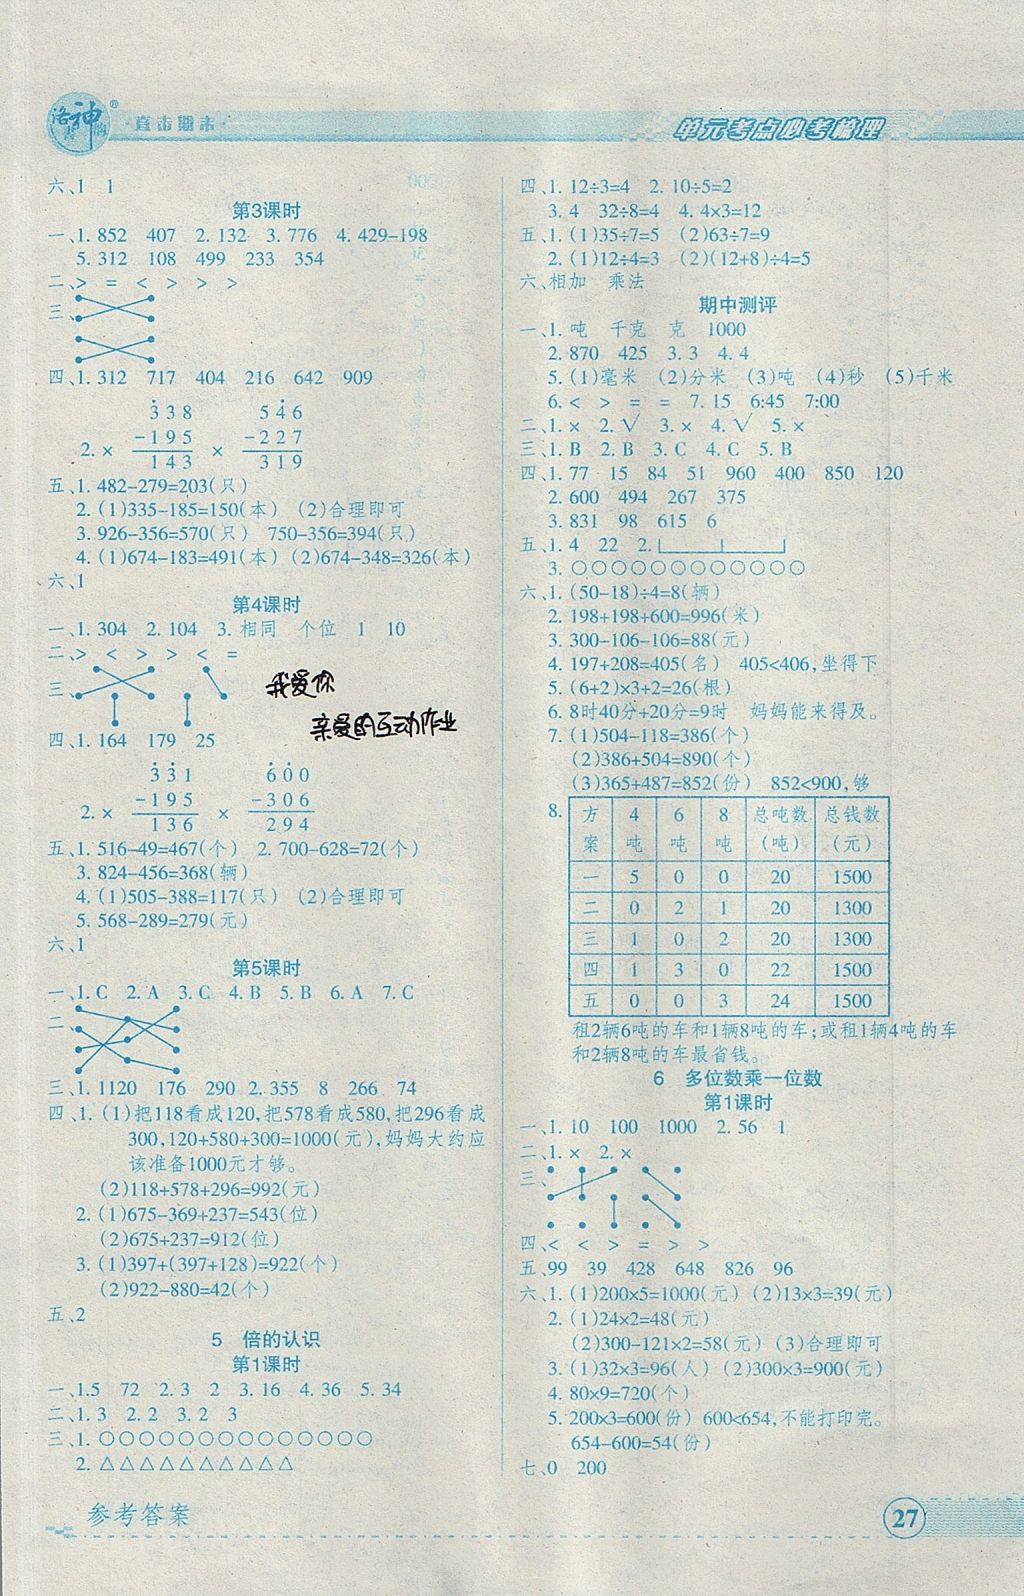 洛神
®
·直击期末·
单元考点必考梳理
六、1 1
第3课时
一、1. 852 407 2. 132 3. 776 4. 429-198
5. 312 108 499 233 354
二、> = < > > >
三、
四、1. 312 717 404 216 642 909
2. × 338 -195 143 × 546 -227 319
五、1. 482-279=203(只)
2. (1)335-185=150(本) (2)合理即可
3. 926-356=570(只) 750-356=394(只)
4. (1)674-183=491(本) (2)674-348=326(本)
六、1
第4课时
一、1. 304 2. 104 3. 相同 个位 1 10
二、> < > > < =
三、
我爱你
亲爱的互动作业
四、1. 164 179 25
2. × 331 -195 136 × 600 -306 294
五、1. 516-49=467(个) 2. 700-628=72(个)
3. 824-456=368(辆)
4. (1)505-388=117(只) (2)合理即可
5. 568-289=279(元)
六、1
第5课时
一、1. C 2. A 3. C 4. B 5. B 6. A 7. C
二、
三、1. 1120 176 290 2. 355 8 266 74
四、1. (1)把118看成120,把578看成580,把296看成
300,120+580+300=1000(元),妈妈大约应
该准备1000元才够。
(2)118+578+296=992(元)
2. (1)675-369+237=543(位)
(2)675+237=912(位)
3. (1)397+(397+128)=922(个)
(2)922-880=42(个)
五、2
5 倍的认识
第1课时
一、1.5 72 2. 3 2 3. 16 4. 36 5. 34
二、1. 3 2. 2 3. 2 3
三、1. ○○○○○○○○○○○○○○
2. △△△△△△△△△△
四、1. 12÷3=4 2. 10÷5=2
3. 4 32÷8=4 4. 4×3=12
五、1. (1)35÷7=5 (2)63÷7=9
2. (1)12÷4=3 (2)(12+8)÷4=5
六、相加 乘法
期中测评
一、1. 吨 千克 克 1000
2. 870 425 3. 3 4. 4
5. (1)毫米 (2)分米 (3)吨 (4)秒 (5)千米
6. < > = = 7. 15 6:45 7:00
二、1. × 2. √ 3. × 4. √ 5. ×
三、1. B 2. B 3. C 4. C 5. B
四、1. 77 15 84 51 960 400 850 120
2. 600 494 267 375
3. 831 98 615 6
五、1. 4 22 2.
3. ○○○○○○○○○○○○
六、1. (50-18)÷4=8(辆)
2. 198+198+600=996(米)
3. 300-106-106=88(元)
4. 197+208=405(名) 405<406,坐得下
5. (6+2)×3+2=26(根)
6. 8时40分+20分=9时 妈妈能来得及。
7. (1)504-118=386(个)
(2)386+504=890(个)
(3)365+487=852(份) 852<900,够
8. 方案 4吨 6吨 8吨 总吨数(吨) 总钱数(元)
一 5 0 0 20 1500
二 0 2 1 20 1300
三 1 0 2 20 1300
四 1 3 0 22 1500
五 0 0 3 24 1500
租2辆6吨的车和1辆8吨的车;或租1辆4吨的车
和2辆8吨的车最省钱。
6 多位数乘一位数
第1课时
一、1. 10 100 1000 2. 56 1
二、1. × 2. ×
三、
四、< < > = > >
五、99 39 428 648 826 96
六、1. (1)200×5=1000(元) (2)13×3=39(元)
2. (1)24×2=48(元)
(2)300-121×2=58(元) (3)合理即可
3. (1)32×3=96(人) (2)300×3=900(元)
4. 80×9=720(个)
5. 200×3=600(份) 600<654,不能打印完。
654-600=54(份)
七、0 200
参考答案
27